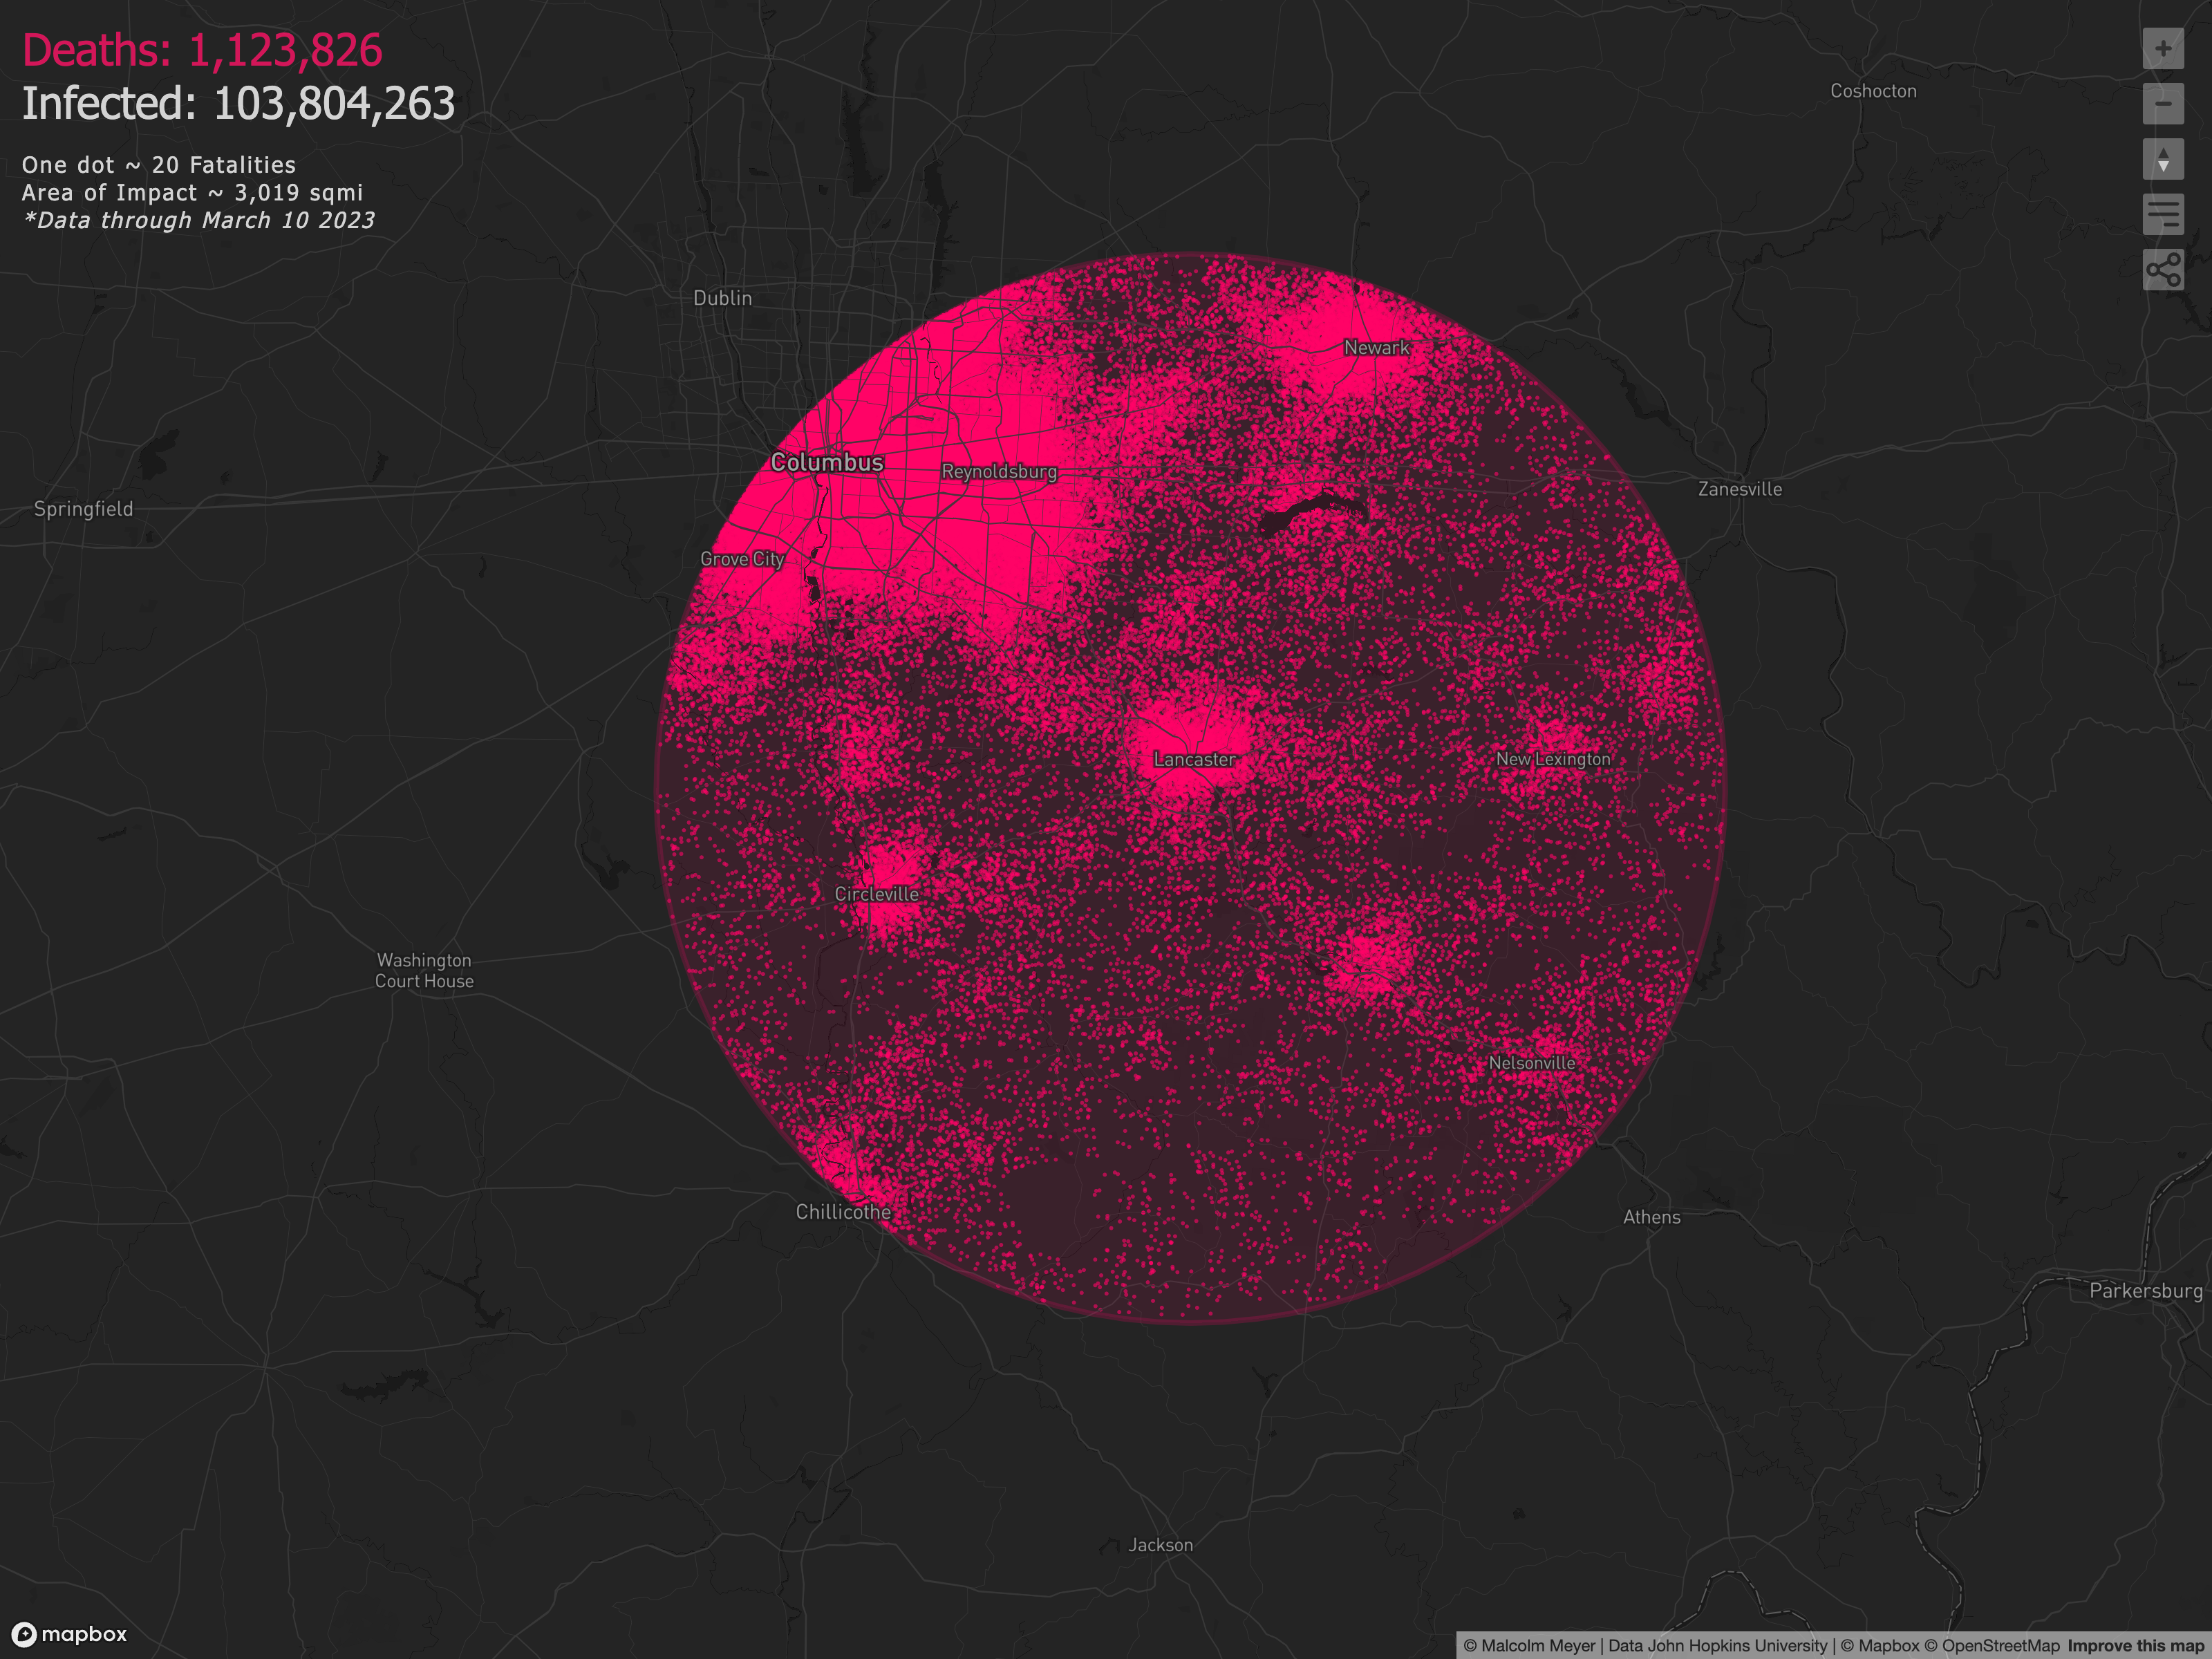 Deaths: 1,123,826
Infected: 103,804,263
One dot ~ 20 Fatalities
Area of Impact ~ 3,019 sqmi
*Data through March 10 2023
+
−
Coshocton
Dublin
Newark
Columbus
Reynoldsburg
Zanesville
Springfield
Grove City
Lancaster
New Lexington
Circleville
Washington
Court House
Nelsonville
Chillicothe
Athens
Parkersburg
Jackson
mapbox
© Malcolm Meyer | Data John Hopkins University | © Mapbox © OpenStreetMap Improve this map